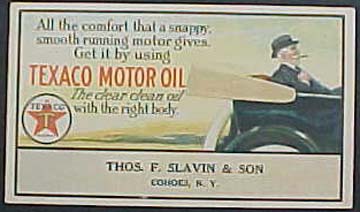 All the comfort that a snappy,
smooth running motor gives.
Get it by using
TEXACO MOTOR OIL
The clear clean oil
with the right body.
TEXACO
T
THOS. F. SLAVIN & SON
COHOES, N. Y.